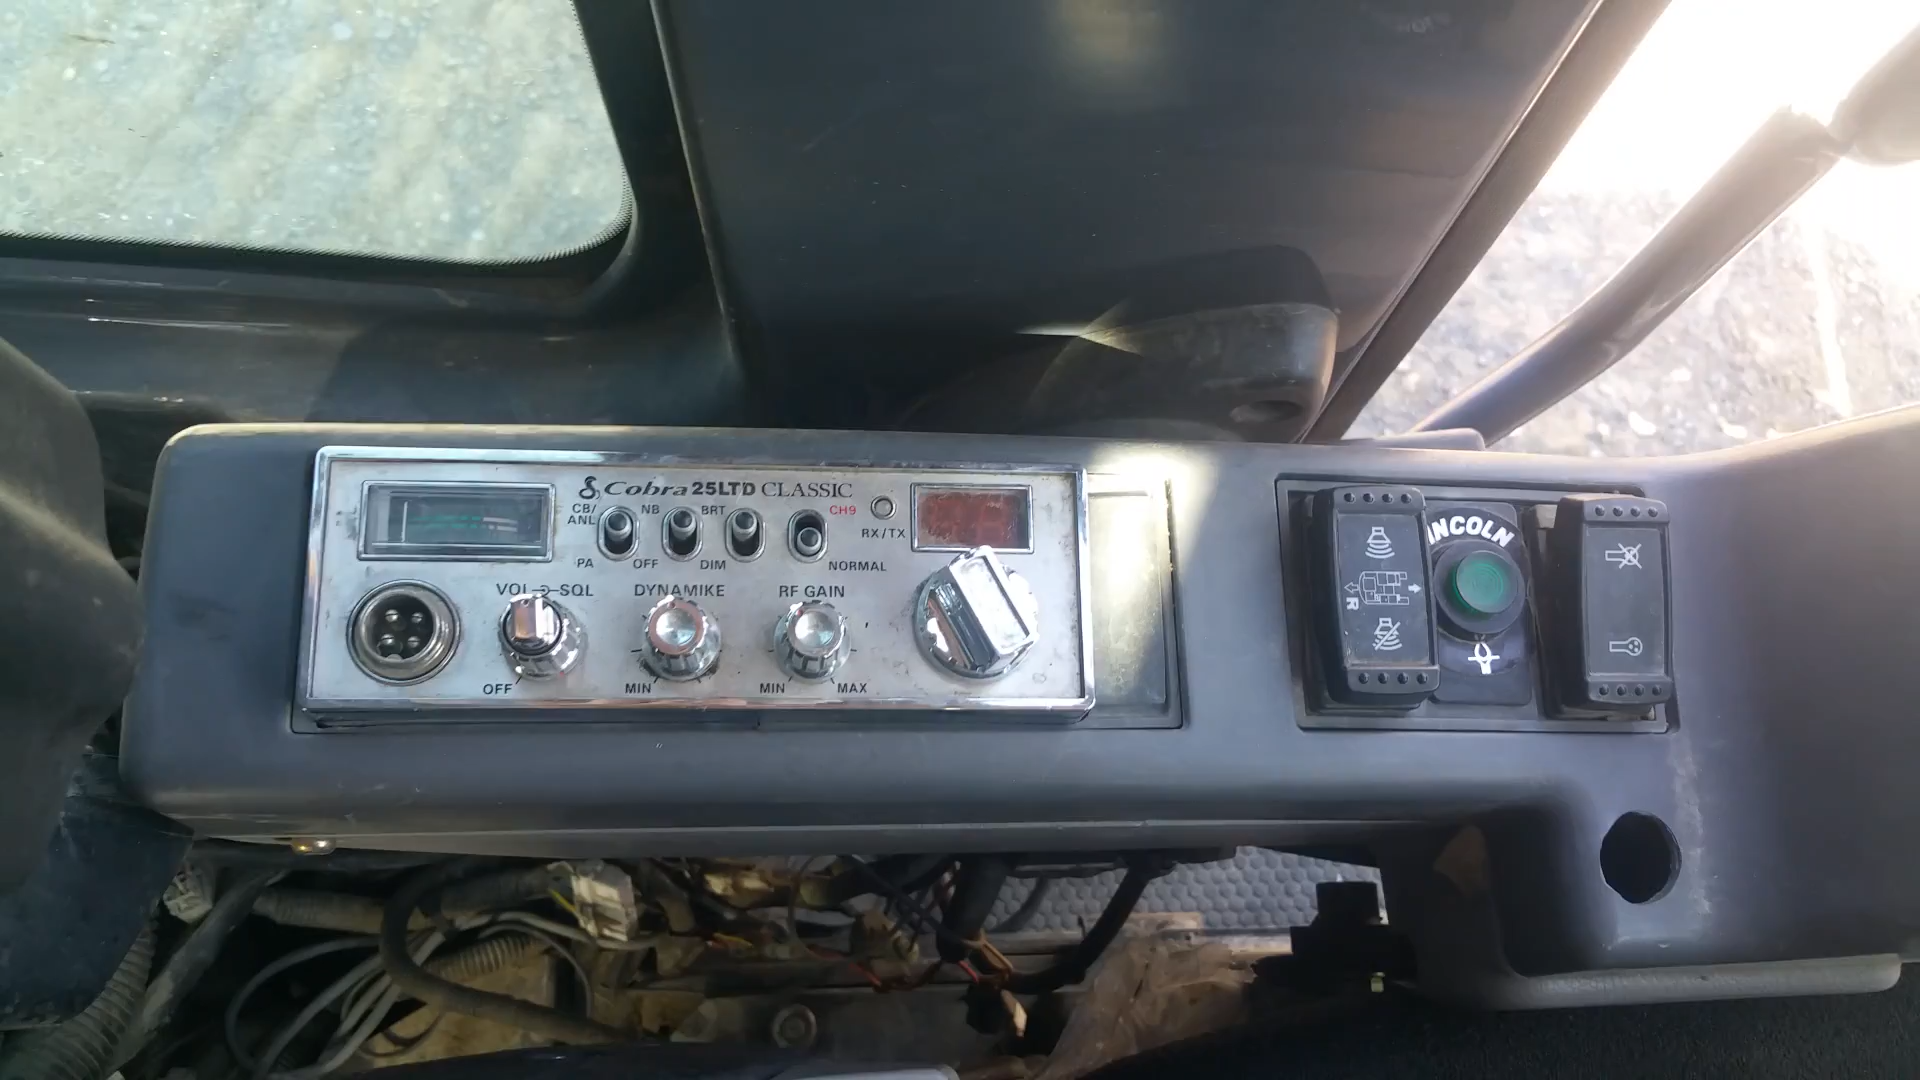 Cobra 25LTD CLASSIC
CB/ ANL NB BRT CH9
RX/TX
PA OFF DIM NORMAL
VOL SQL DYNAMIKE RF GAIN
OFF MIN MIN MAX
LINCOLN
R